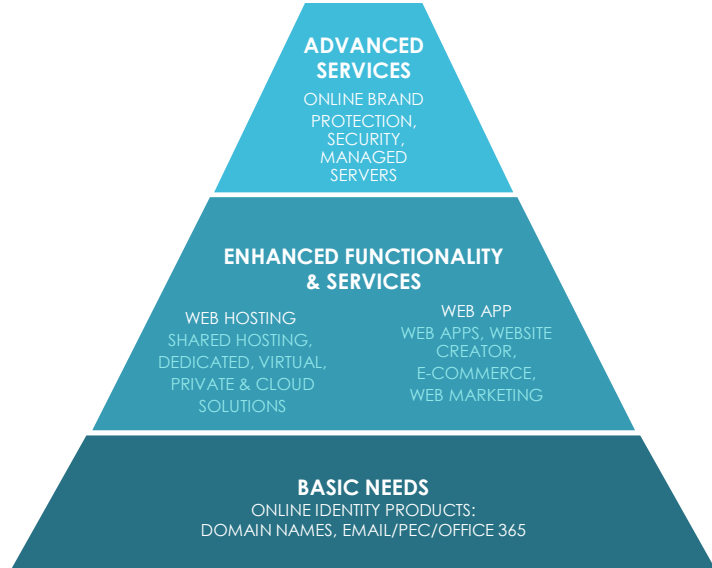 ADVANCED
SERVICES
ONLINE BRAND
PROTECTION,
SECURITY,
MANAGED
SERVERS
ENHANCED FUNCTIONALITY
& SERVICES
WEB HOSTING
SHARED HOSTING,
DEDICATED, VIRTUAL,
PRIVATE & CLOUD
SOLUTIONS
WEB APP
WEB APPS, WEBSITE
CREATOR,
E-COMMERCE,
WEB MARKETING
BASIC NEEDS
ONLINE IDENTITY PRODUCTS:
DOMAIN NAMES, EMAIL/PEC/OFFICE 365